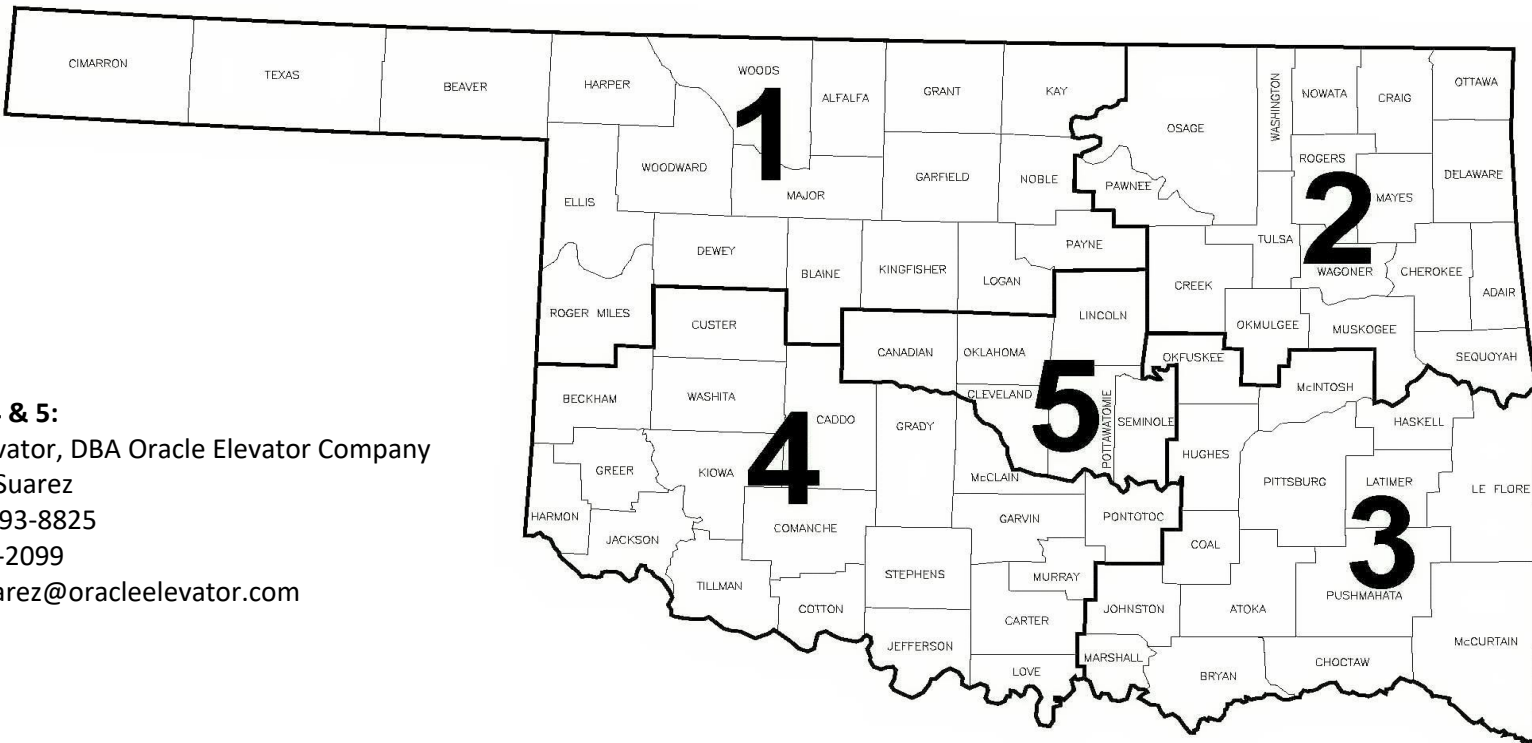 CIMARRON
TEXAS
BEAVER
HARPER
WOODS
ALFALFA
GRANT
KAY
OSAGE
WASHINGTON
NOWATA
CRAIG
OTTAWA
1
WOODWARD
MAJOR
GARFIELD
NOBLE
PAWNEE
ROGERS
MAYES
DELAWARE
2
ELLIS
DEWEY
BLAINE
KINGFISHER
LOGAN
PAYNE
CREEK
TULSA
WAGONER
CHEROKEE
ADAIR
ROGER MILES
CUSTER
CANADIAN
OKLAHOMA
LINCOLN
OKMULGEE
MUSKOGEE
OKFUSKEE
SEQUOYAH
McINTOSH
BECKHAM
WASHITA
CADDO
GRADY
CLEVELAND
5
POTTAWATOMIE
SEMINOLE
HUGHES
HASKELL
& 5:
vator, DBA Oracle Elevator Company
Suarez
93-8825
-2099
arez@oracleelevator.com
GREER
KIOWA
4
McCLAIN
PITTSBURG
LATIMER
LE FLORE
HARMON
JACKSON
COMANCHE
GARVIN
PONTOTOC
COAL
3
TILLMAN
COTTON
STEPHENS
MURRAY
JOHNSTON
ATOKA
PUSHMAHATA
JEFFERSON
CARTER
LOVE
MARSHALL
BRYAN
CHOCTAW
McCURTAIN